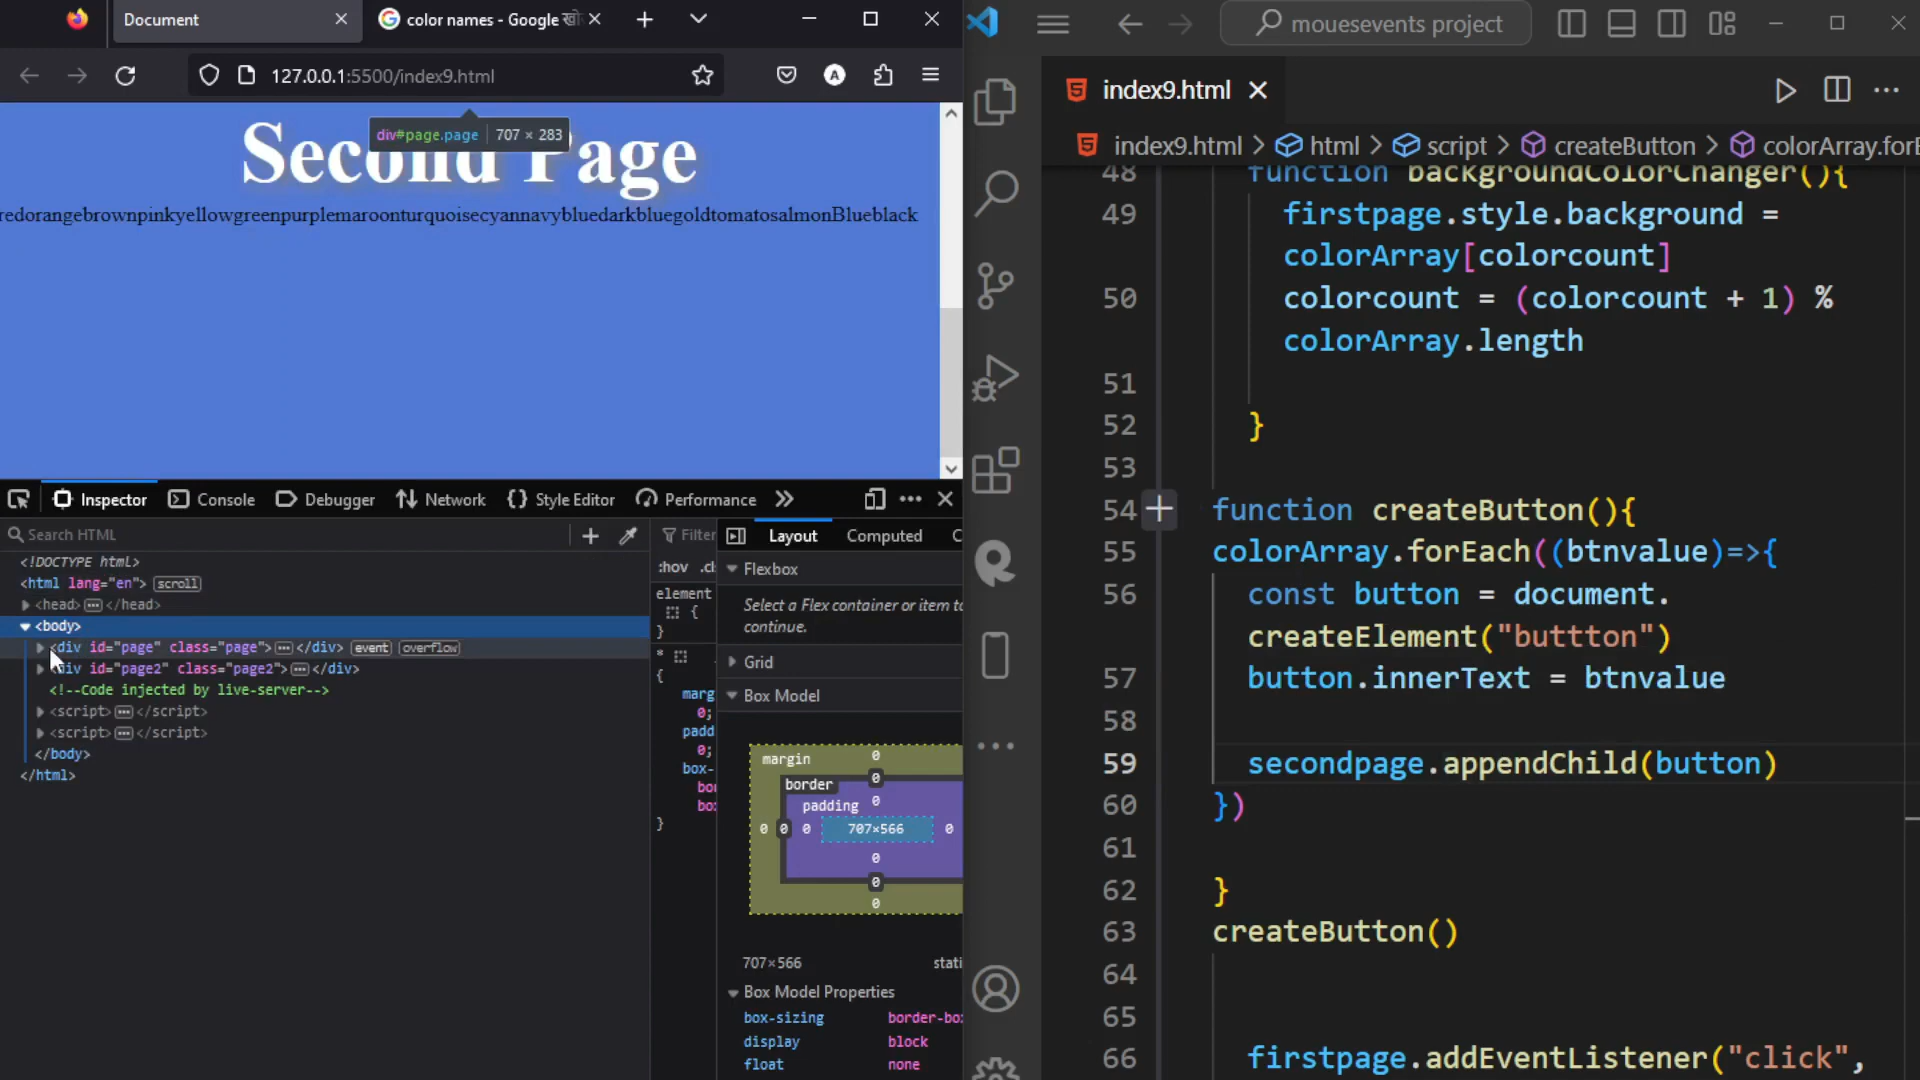 Document
color names - Google खो
127.0.0.1:5500/index9.html
A
Second Page
div#page.page 707 × 283
redorangebrownpinkyellowgreenpurplemaroonturquoisecyannavybluedarkbluegoldtomatosalmonBlueblack
Inspector Console Debugger Network {} Style Editor Performance
Search HTML
Filter
Layout
Computed
C
<!DOCTYPE html>
<html lang="en"> scroll
<head> </head>
<body>
<div id="page" class="page"> </div> event overflow
<div id="page2" class="page2"> </div>
<!--Code injected by live-server-->
<script> </script>
<script> </script>
</body>
</html>
:hov .cl
element
{
}
*
{
marg
0;
padd
0;
box-
bor
box
}
Flexbox
Select a Flex container or item to
continue.
Grid
Box Model
margin 0
border 0
padding 0
0 0 0 707×566 0
0
0
0
707×566 stati
Box Model Properties
box-sizing border-box
display block
float none
mouesevents project
index9.html
index9.html > html > script > createButton > colorArray.forE
48 function backgroundColorChanger(){
49 firstpage.style.background =
colorArray[colorcount]
50 colorcount = (colorcount + 1) %
colorArray.length
51
52 }
53
54 function createButton(){
55 colorArray.forEach((btnvalue)=>{
56 const button = document.
createElement("buttton")
57 button.innerText = btnvalue
58
59 secondpage.appendChild(button)
60 })
61
62 }
63 createButton()
64
65
66 firstpage.addEventListener("click",